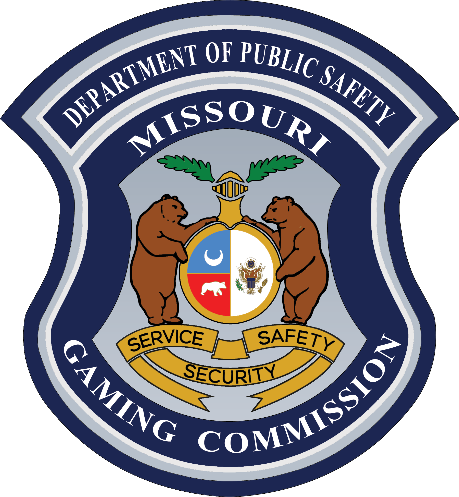 DEPARTMENT OF PUBLIC SAFETY
MISSOURI
SERVICE SAFETY
SECURITY
GAMING COMMISSION